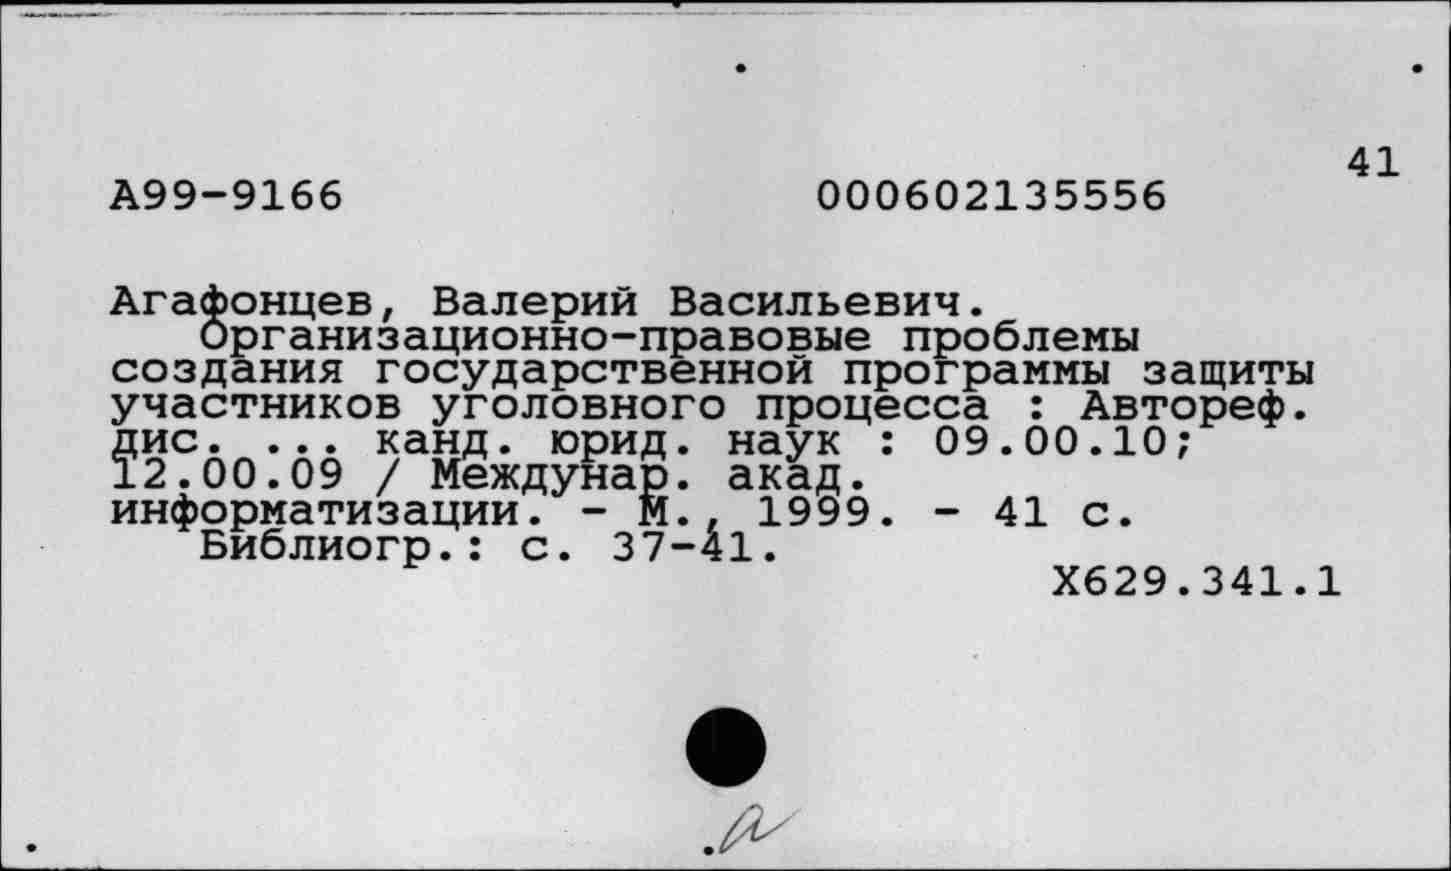 41
А99-9166 000602135556
Агафонцев, Валерий Васильевич.
Организационно-правовые проблемы
создания государственной программы защиты
участников уголовного процесса : Автореф.
дис. ... канд. юрид. наук : 09.00.10;
12.00.09 / Междунар. акад.
информатизации. - М., 1999. - 41 с.
Библиогр.: с. 37-41.
Х629.341.1
а